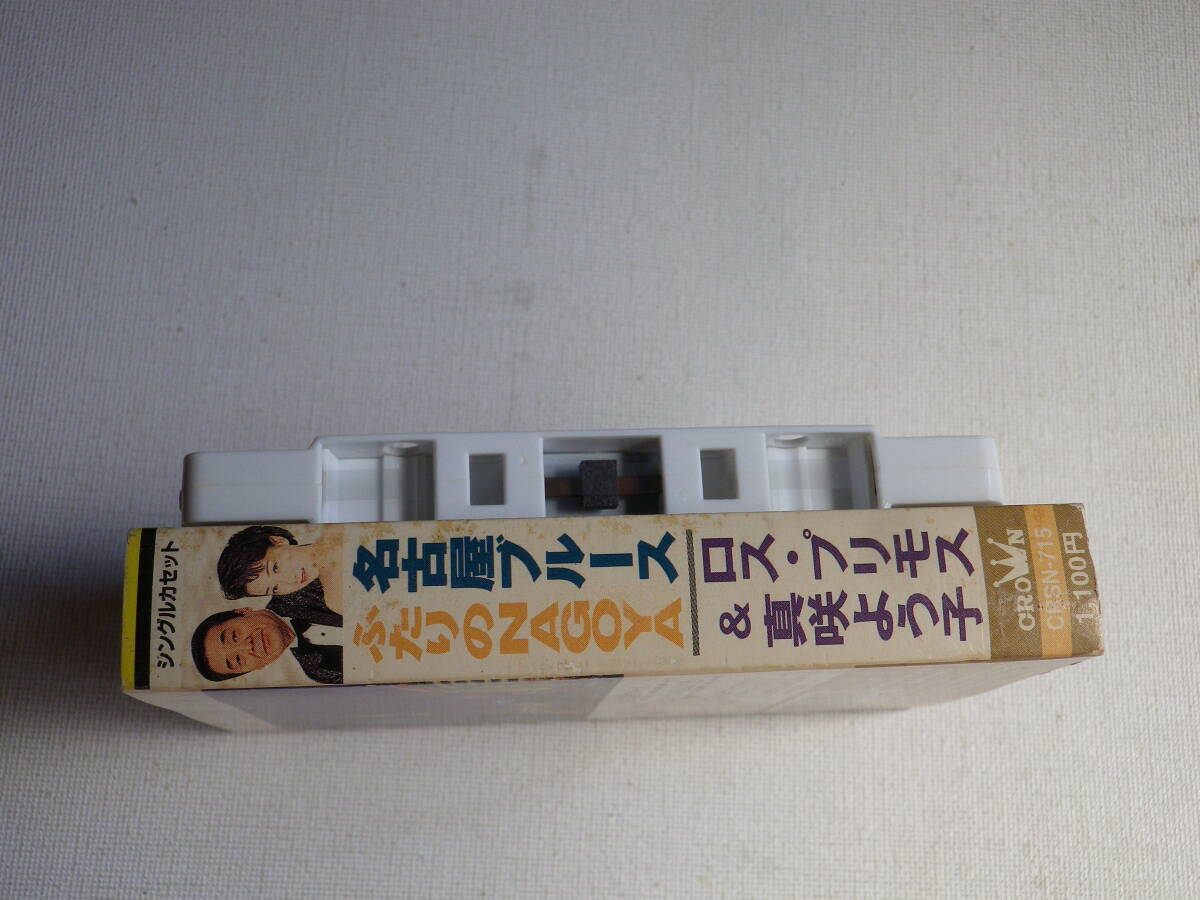 シングルカセット
名古屋ブルース
ふたりのNAGOYA
ロス・プリモス
&真咲よう子
CROWN
CRSN-715
1,100円